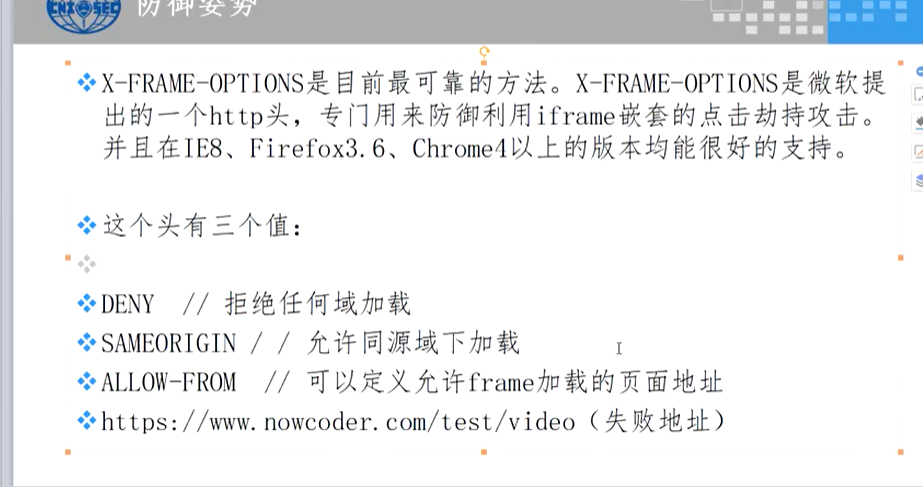 CNISEC
防御姿势
X-FRAME-OPTIONS是目前最可靠的方法。X-FRAME-OPTIONS是微软提
出的一个http头，专门用来防御利用iframe嵌套的点击劫持攻击。
并且在IE8、Firefox3.6、Chrome4以上的版本均能很好的支持。
这个头有三个值：
DENY // 拒绝任何域加载
SAMEORIGIN / / 允许同源域下加载
ALLOW-FROM // 可以定义允许frame加载的页面地址
https://www.nowcoder.com/test/video（失败地址）